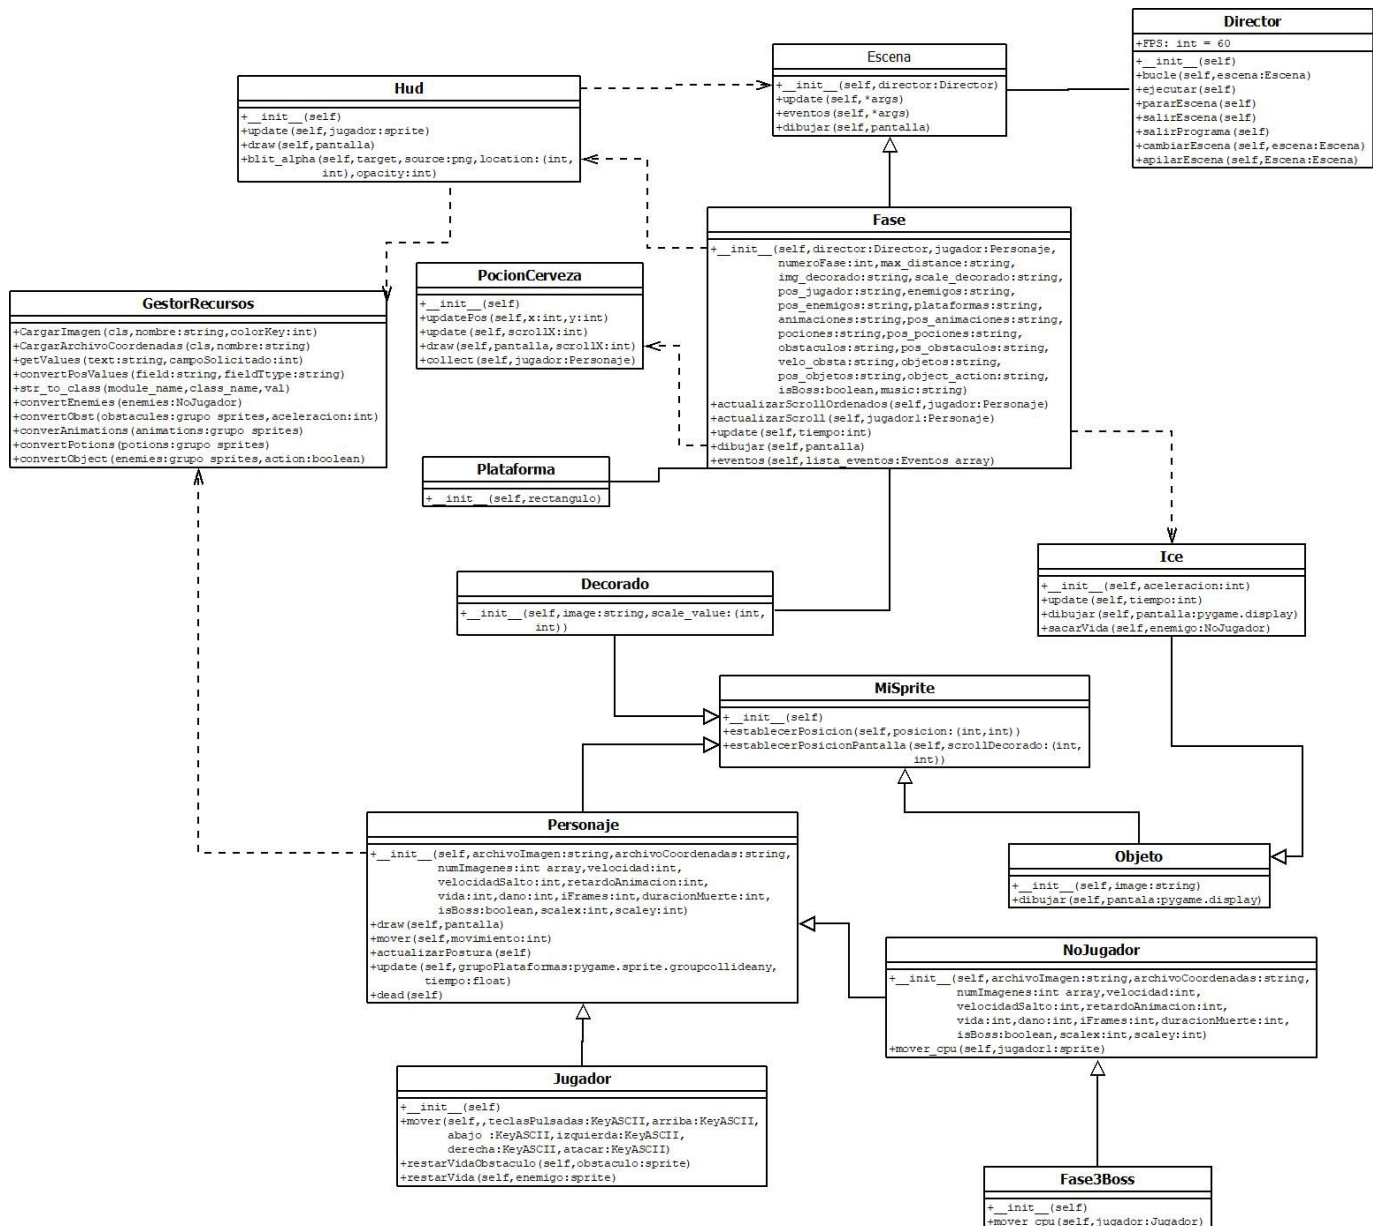 Director
+FPS: int = 60
+__init__(self)
+bucle(self,escena:Escena)
+ejecutar(self)
+pararEscena(self)
+salirEscena(self)
+salirPrograma(self)
+cambiarEscena(self,escena:Escena)
+apilarEscena(self,Escena:Escena)
Escena
+__init__(self,director:Director)
+update(self,*args)
+eventos(self,*args)
+dibujar(self,pantalla)
Hud
+__init__(self)
+update(self,jugador:sprite)
+draw(self,pantalla)
+blit_alpha(self,target,source:png,location:(int,
int),opacity:int)
Fase
+__init__(self,director:Director,jugador:Personaje,
numeroFase:int,max_distance:string,
img_decorado:string,scale_decorado:string,
pos_jugador:string,enemigos:string,
pos_enemigos:string,plataformas:string,
animaciones:string,pos_animaciones:string,
pociones:string,pos_pociones:string,
obstaculos:string,pos_obstaculos:string,
velo_obsta:string,objetos:string,
pos_objetos:string,object_action:string,
isBoss:boolean,music:string)
+actualizarScrollOrdenados(self,jugador:Personaje)
+actualizarScroll(self,jugador1:Personaje)
+update(self,tiempo:int)
+dibujar(self,pantalla)
+eventos(self,lista_eventos:Eventos array)
PocionCerveza
+__init__(self)
+updatePos(self,x:int,y:int)
+update(self,scrollX:int)
+draw(self,pantalla,scrollX:int)
+collect(self,jugador:Personaje)
GestorRecursos
+CargarImagen(cls,nombre:string,colorKey:int)
+CargarArchivoCoordenadas(cls,nombre:string)
+getValues(text:string,campoSolicitado:int)
+convertPosValues(field:string,fieldTtype:string)
+str_to_class(module_name,class_name,val)
+convertEnemies(enemies:NoJugador)
+convertObst(obstacules:grupo sprites,aceleracion:int)
+converAnimations(animations:grupo sprites)
+convertPotions(potions:grupo sprites)
+convertObject(enemies:grupo sprites,action:boolean)
Plataforma
+__init__(self,rectangulo)
Ice
+__init__(self,aceleracion:int)
+update(self,tiempo:int)
+dibujar(self,pantalla:pygame.display)
+sacarVida(self,enemigo:NoJugador)
Decorado
+__init__(self,image:string,scale_value:(int,
int))
MiSprite
+__init__(self)
+establecerPosicion(self,posicion:(int,int))
+establecerPosicionPantalla(self,scrollDecorado:(int,
int))
Personaje
+__init__(self,archivoImagen:string,archivoCoordenadas:string,
numImagenes:int array,velocidad:int,
velocidadSalto:int,retardoAnimacion:int,
vida:int,dano:int,iFrames:int,duracionMuerte:int,
isBoss:boolean,scalex:int,scaley:int)
+draw(self,pantalla)
+mover(self,movimiento:int)
+actualizarPostura(self)
+update(self,grupoPlataformas:pygame.sprite.groupcollideany,
tiempo:float)
+dead(self)
Objeto
+__init__(self,image:string)
+dibujar(self,pantala:pygame.display)
NoJugador
+__init__(self,archivoImagen:string,archivoCoordenadas:string,
numImagenes:int array,velocidad:int,
velocidadSalto:int,retardoAnimacion:int,
vida:int,dano:int,iFrames:int,duracionMuerte:int,
isBoss:boolean,scalex:int,scaley:int)
+mover_cpu(self,jugador1:sprite)
Jugador
+__init__(self)
+mover(self,,teclasPulsadas:KeyASCII,arriba:KeyASCII,
abajo :KeyASCII,izquierda:KeyASCII,
derecha:KeyASCII,atacar:KeyASCII)
+restarVidaObstaculo(self,obstaculo:sprite)
+restarVida(self,enemigo:sprite)
Fase3Boss
+__init__(self)
+mover_cpu(self,jugador:Jugador)